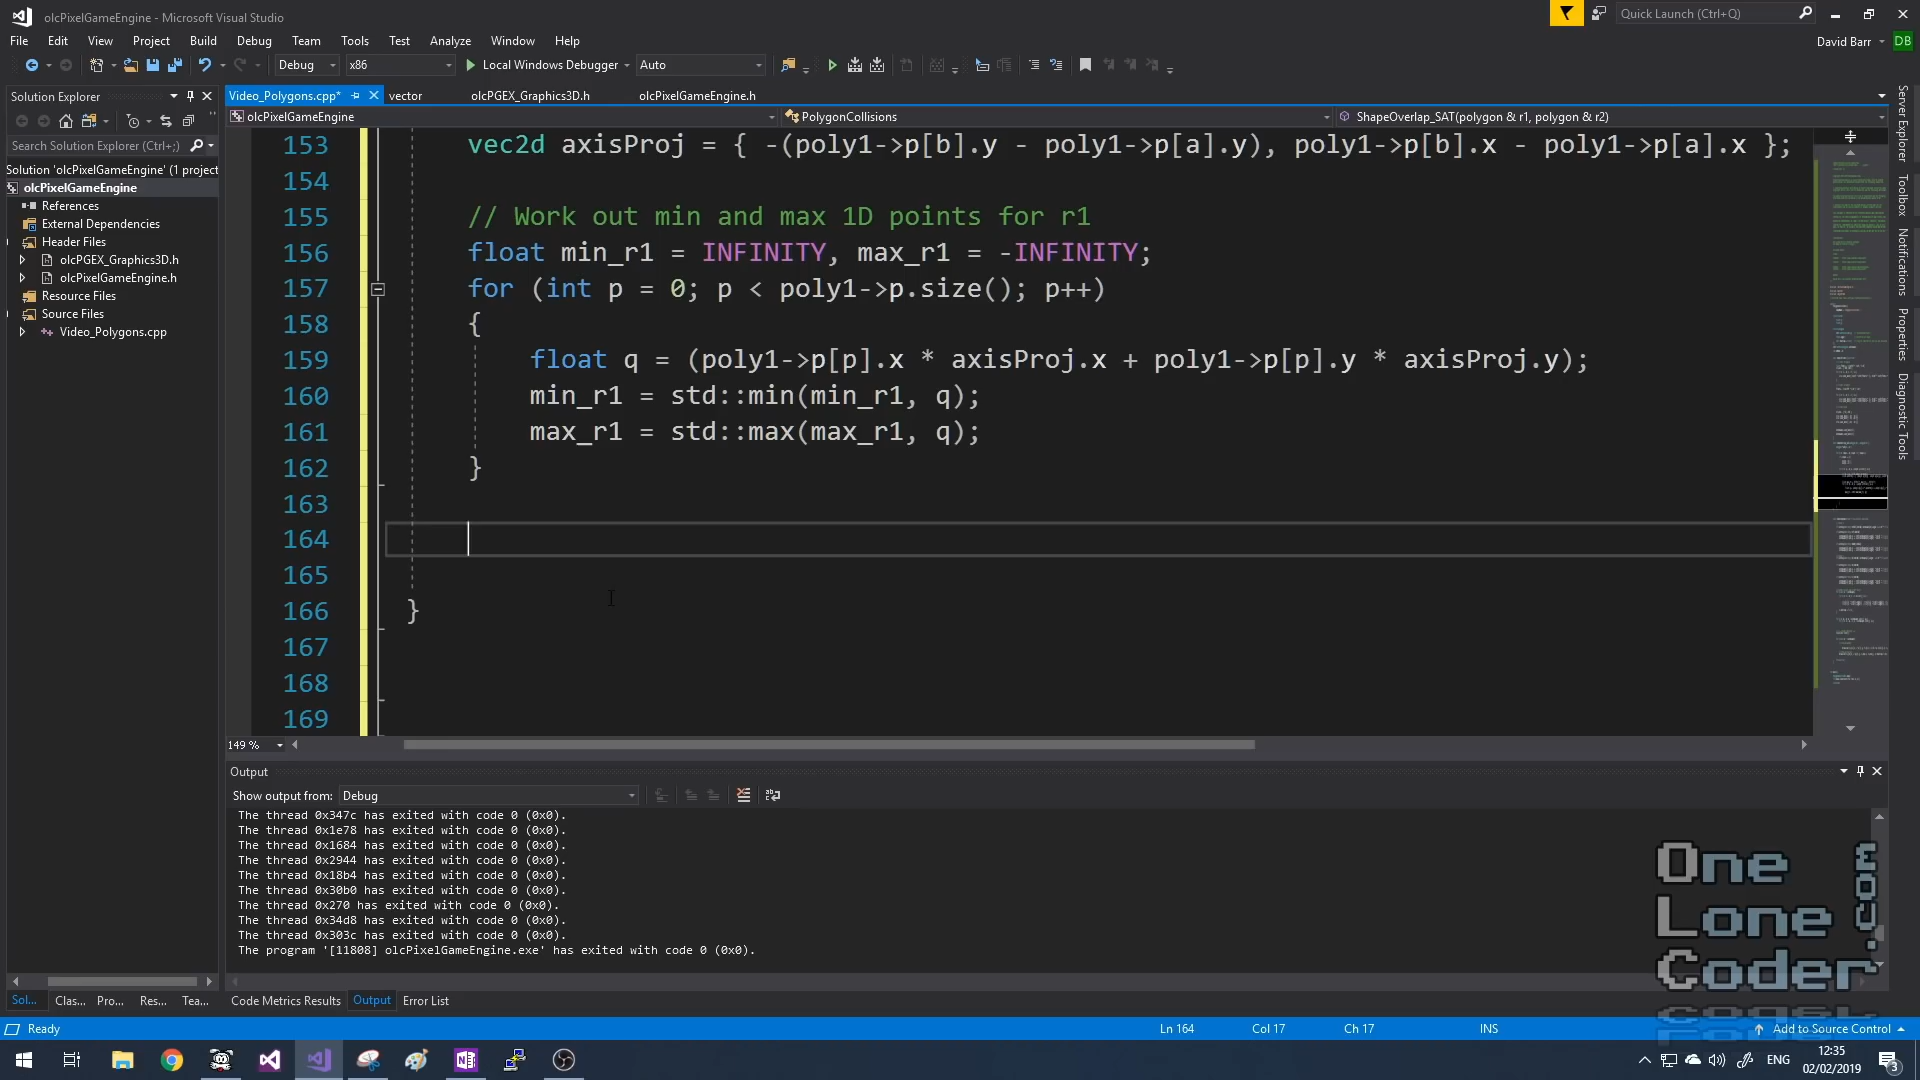 olcPixelGameEngine - Microsoft Visual Studio
Quick Launch (Ctrl+Q)
File Edit View Project Build Debug Team Tools Test Analyze Window Help
David Barr DB
Debug x86 Local Windows Debugger Auto
Solution Explorer
Video_Polygons.cpp* vector olcPGEX_Graphics3D.h olcPixelGameEngine.h
olcPixelGameEngine PolygonCollisions ShapeOverlap_SAT(polygon & r1, polygon & r2)
Search Solution Explorer (Ctrl+;)
Solution 'olcPixelGameEngine' (1 project
olcPixelGameEngine
References
External Dependencies
Header Files
olcPGEX_Graphics3D.h
olcPixelGameEngine.h
Resource Files
Source Files
Video_Polygons.cpp
153 vec2d axisProj = { -(poly1->p[b].y - poly1->p[a].y), poly1->p[b].x - poly1->p[a].x };
154
155 // Work out min and max 1D points for r1
156 float min_r1 = INFINITY, max_r1 = -INFINITY;
157 for (int p = 0; p < poly1->p.size(); p++)
158 {
159 float q = (poly1->p[p].x * axisProj.x + poly1->p[p].y * axisProj.y);
160 min_r1 = std::min(min_r1, q);
161 max_r1 = std::max(max_r1, q);
162 }
163
164
165
166 }
167
168
169
149 %
Server Explorer
Toolbox
Notifications
Properties
Diagnostic Tools
Output
Show output from: Debug
The thread 0x347c has exited with code 0 (0x0).
The thread 0x1e78 has exited with code 0 (0x0).
The thread 0x1684 has exited with code 0 (0x0).
The thread 0x2944 has exited with code 0 (0x0).
The thread 0x18b4 has exited with code 0 (0x0).
The thread 0x30b0 has exited with code 0 (0x0).
The thread 0x270 has exited with code 0 (0x0).
The thread 0x34d8 has exited with code 0 (0x0).
The thread 0x303c has exited with code 0 (0x0).
The program '[11808] olcPixelGameEngine.exe' has exited with code 0 (0x0).
One
Lone
Coder
.com
Sol... Clas... Pro... Res... Tea... Code Metrics Results Output Error List
Ready Ln 164 Col 17 Ch 17 INS Add to Source Control
ENG 12:35
02/02/2019
3